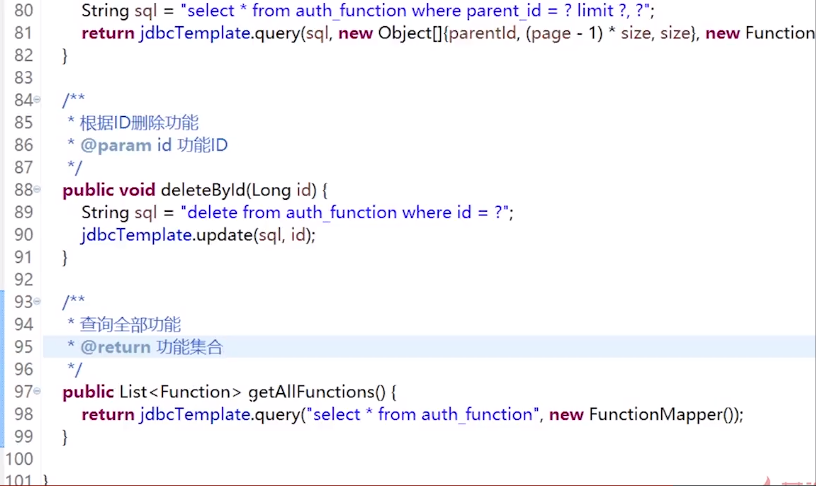 80 String sql = "select * from auth_function where parent_id = ? limit ?, ?";
81 return jdbcTemplate.query(sql, new Object[]{parentId, (page - 1) * size, size}, new Function
82 }
83
84 /**
85 * 根据ID删除功能
86 * @param id 功能ID
87 */
88 public void deleteById(Long id) {
89 String sql = "delete from auth_function where id = ?";
90 jdbcTemplate.update(sql, id);
91 }
92
93 /**
94 * 查询全部功能
95 * @return 功能集合
96 */
97 public List<Function> getAllFunctions() {
98 return jdbcTemplate.query("select * from auth_function", new FunctionMapper());
99 }
100
101 }